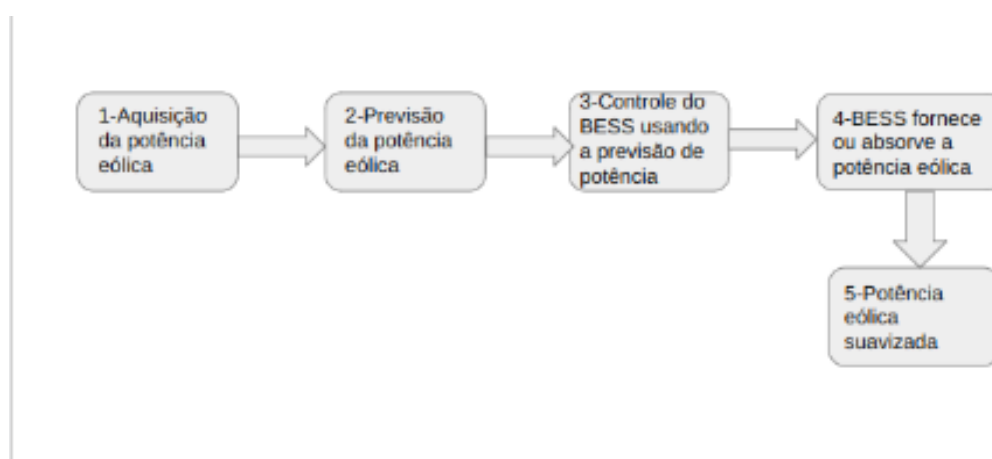 1-Aquisição
da potência
eólica
2-Previsão
da potência
eólica
3-Controle do
BESS usando
a previsão de
potência
4-BESS fornece
ou absorve a
potência eólica
5-Potência
eólica
suavizada